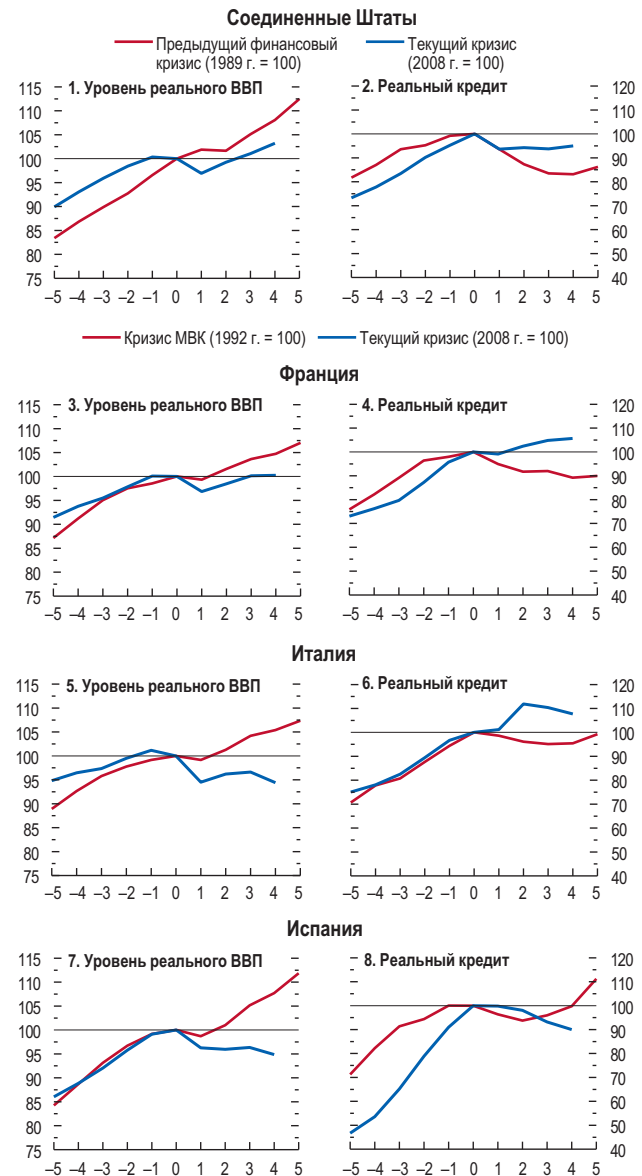 Соединенные Штаты
Предыдущий финансовый
кризис (1989 г. = 100)
Текущий кризис
(2008 г. = 100)
1. Уровень реального ВВП
115
110
105
100
95
90
85
80
75
–5 –4 –3 –2 –1 0 1 2 3 4 5
2. Реальный кредит
120
110
100
90
80
70
60
50
40
–5 –4 –3 –2 –1 0 1 2 3 4 5
Кризис МВК (1992 г. = 100)
Текущий кризис (2008 г. = 100)
Франция
3. Уровень реального ВВП
115
110
105
100
95
90
85
80
75
–5 –4 –3 –2 –1 0 1 2 3 4 5
4. Реальный кредит
120
110
100
90
80
70
60
50
40
–5 –4 –3 –2 –1 0 1 2 3 4 5
Италия
5. Уровень реального ВВП
115
110
105
100
95
90
85
80
75
–5 –4 –3 –2 –1 0 1 2 3 4 5
6. Реальный кредит
120
110
100
90
80
70
60
50
40
–5 –4 –3 –2 –1 0 1 2 3 4 5
Испания
7. Уровень реального ВВП
115
110
105
100
95
90
85
80
75
–5 –4 –3 –2 –1 0 1 2 3 4 5
8. Реальный кредит
120
110
100
90
80
70
60
50
40
–5 –4 –3 –2 –1 0 1 2 3 4 5